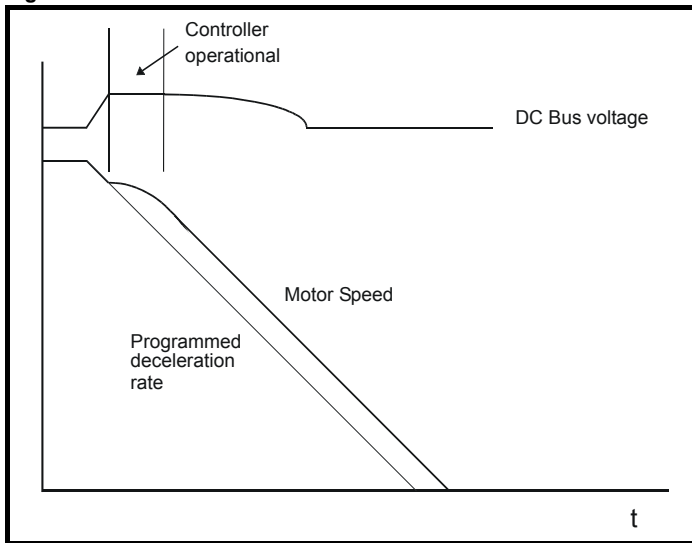 Controller
operational
DC Bus voltage
Motor Speed
Programmed
deceleration
rate
t